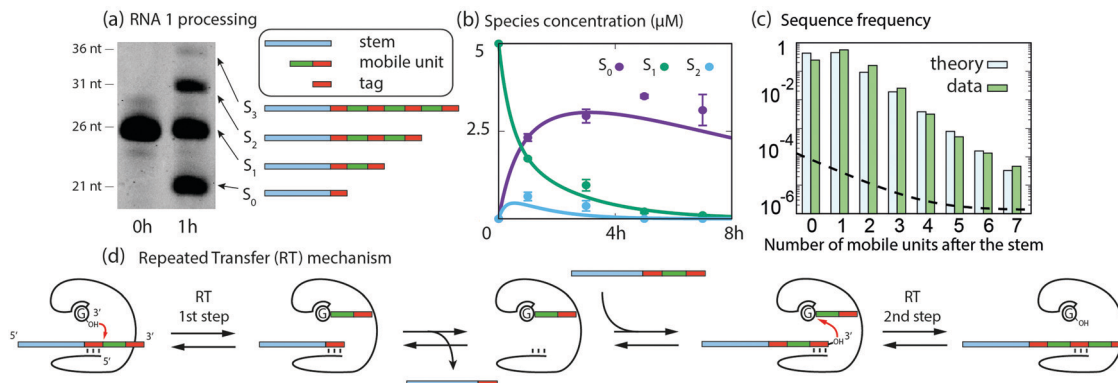 (a) RNA 1 processing
36 nt
31 nt
26 nt
21 nt
0h 1h
stem
mobile unit
tag
S3
S2
S1
S0
(b) Species concentration (μM)
5
2.5
0 4h 8h
S0 S1 S2
(c) Sequence frequency
1
10-2
10-4
10-6
theory
data
0 1 2 3 4 5 6 7
Number of mobile units after the stem
(d) Repeated Transfer (RT) mechanism
G
OH
3'
5'
3'
5'
RT
1st step
G
G
G
OH
3'
RT
2nd step
G
OH